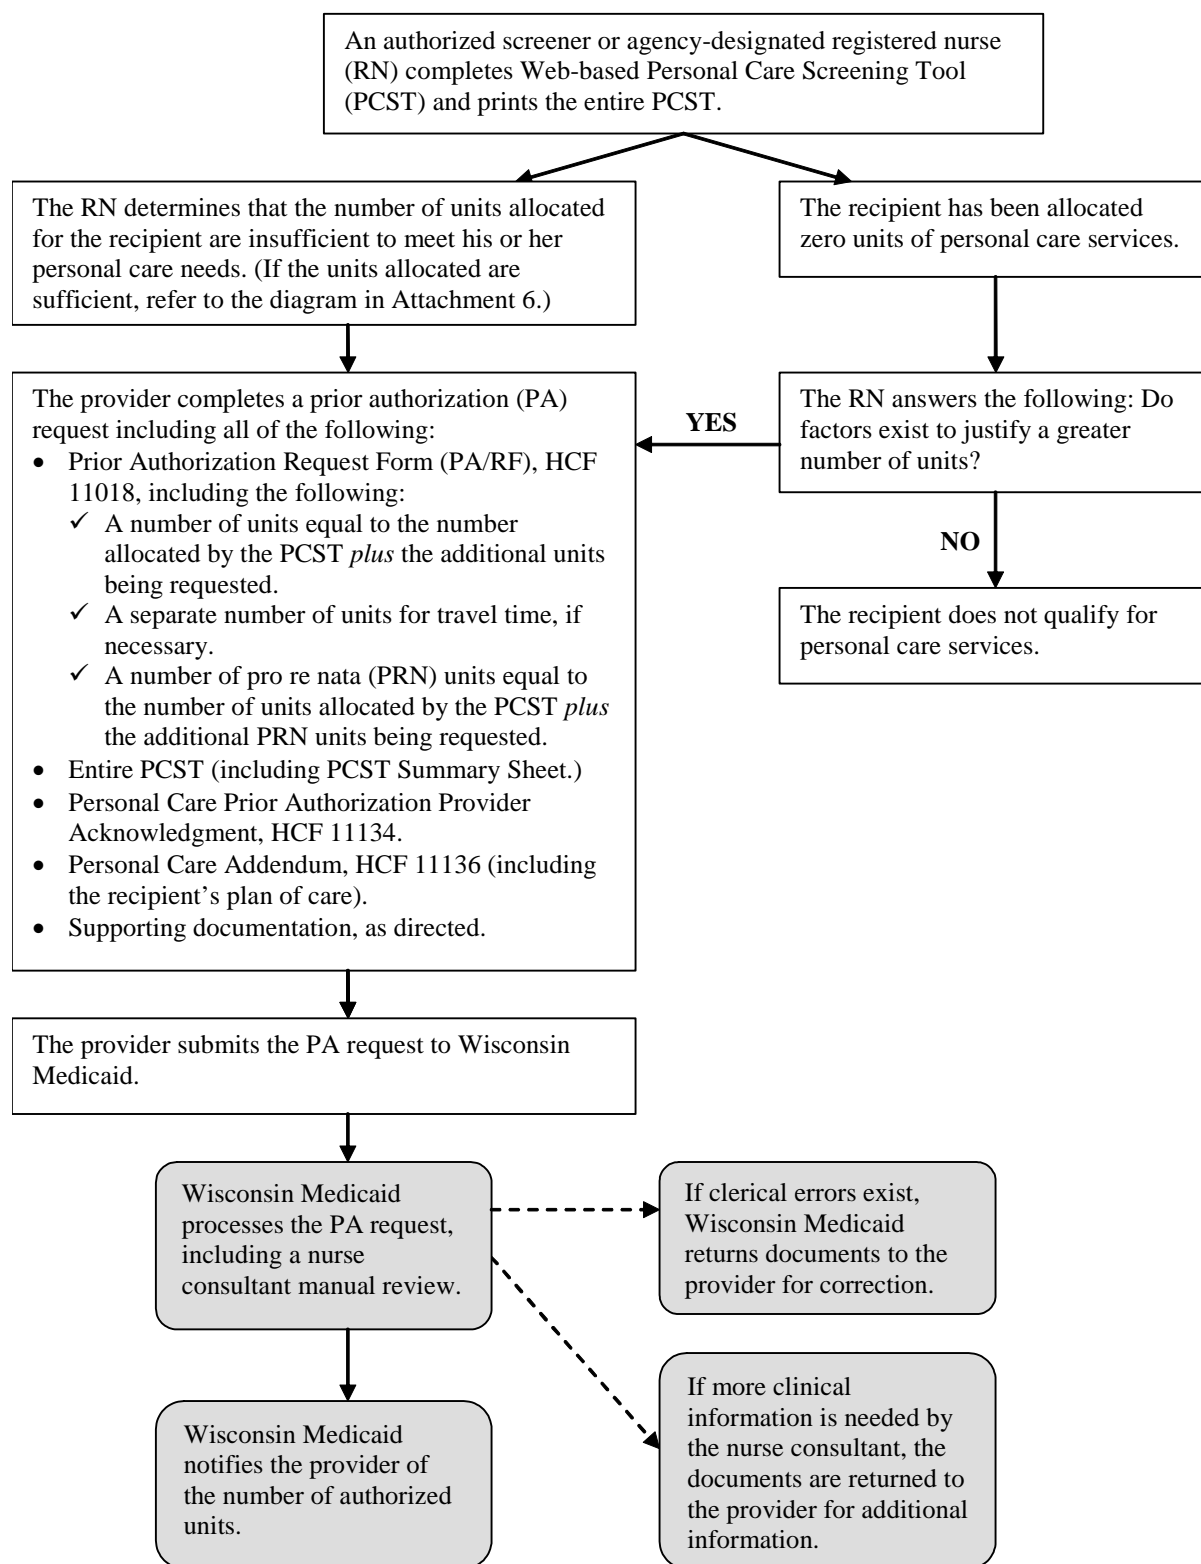 An authorized screener or agency-designated registered nurse
(RN) completes Web-based Personal Care Screening Tool
(PCST) and prints the entire PCST.
The RN determines that the number of units allocated
for the recipient are insufficient to meet his or her
personal care needs. (If the units allocated are
sufficient, refer to the diagram in Attachment 6.)
The recipient has been allocated
zero units of personal care services.
The provider completes a prior authorization (PA)
request including all of the following:
• Prior Authorization Request Form (PA/RF), HCF
11018, including the following:
✓ A number of units equal to the number
allocated by the PCST plus the additional units
being requested.
✓ A separate number of units for travel time, if
necessary.
✓ A number of pro re nata (PRN) units equal to
the number of units allocated by the PCST plus
the additional PRN units being requested.
• Entire PCST (including PCST Summary Sheet.)
• Personal Care Prior Authorization Provider
Acknowledgment, HCF 11134.
• Personal Care Addendum, HCF 11136 (including
the recipient’s plan of care).
• Supporting documentation, as directed.
YES
The RN answers the following: Do
factors exist to justify a greater
number of units?
NO
The recipient does not qualify for
personal care services.
The provider submits the PA request to Wisconsin
Medicaid.
Wisconsin Medicaid
processes the PA request,
including a nurse
consultant manual review.
If clerical errors exist,
Wisconsin Medicaid
returns documents to the
provider for correction.
Wisconsin Medicaid
notifies the provider of
the number of authorized
units.
If more clinical
information is needed by
the nurse consultant, the
documents are returned to
the provider for additional
information.